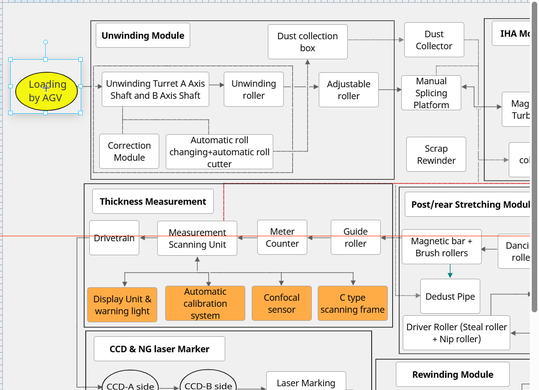 Unwinding Module
Dust collection
box
Dust
Collector
IHA Mo
Loading
by AGV
Unwinding Turret A Axis
Shaft and B Axis Shaft
Unwinding
roller
Adjustable
roller
Manual
Splicing
Platform
Mag
Turb
Correction
Module
Automatic roll
changing+automatic roll
cutter
Scrap
Rewinder
col
Thickness Measurement
Post/rear Stretching Modul
Drivetrain
Measurement
Scanning Unit
Meter
Counter
Guide
roller
Magnetic bar +
Brush rollers
Danci
rolle
Display Unit &
warning light
Automatic
calibration
system
Confocal
sensor
C type
scanning frame
Dedust Pipe
Driver Roller (Steal roller
+ Nip roller)
CCD & NG laser Marker
Rewinding Module
CCD-A side
CCD-B side
Laser Marking